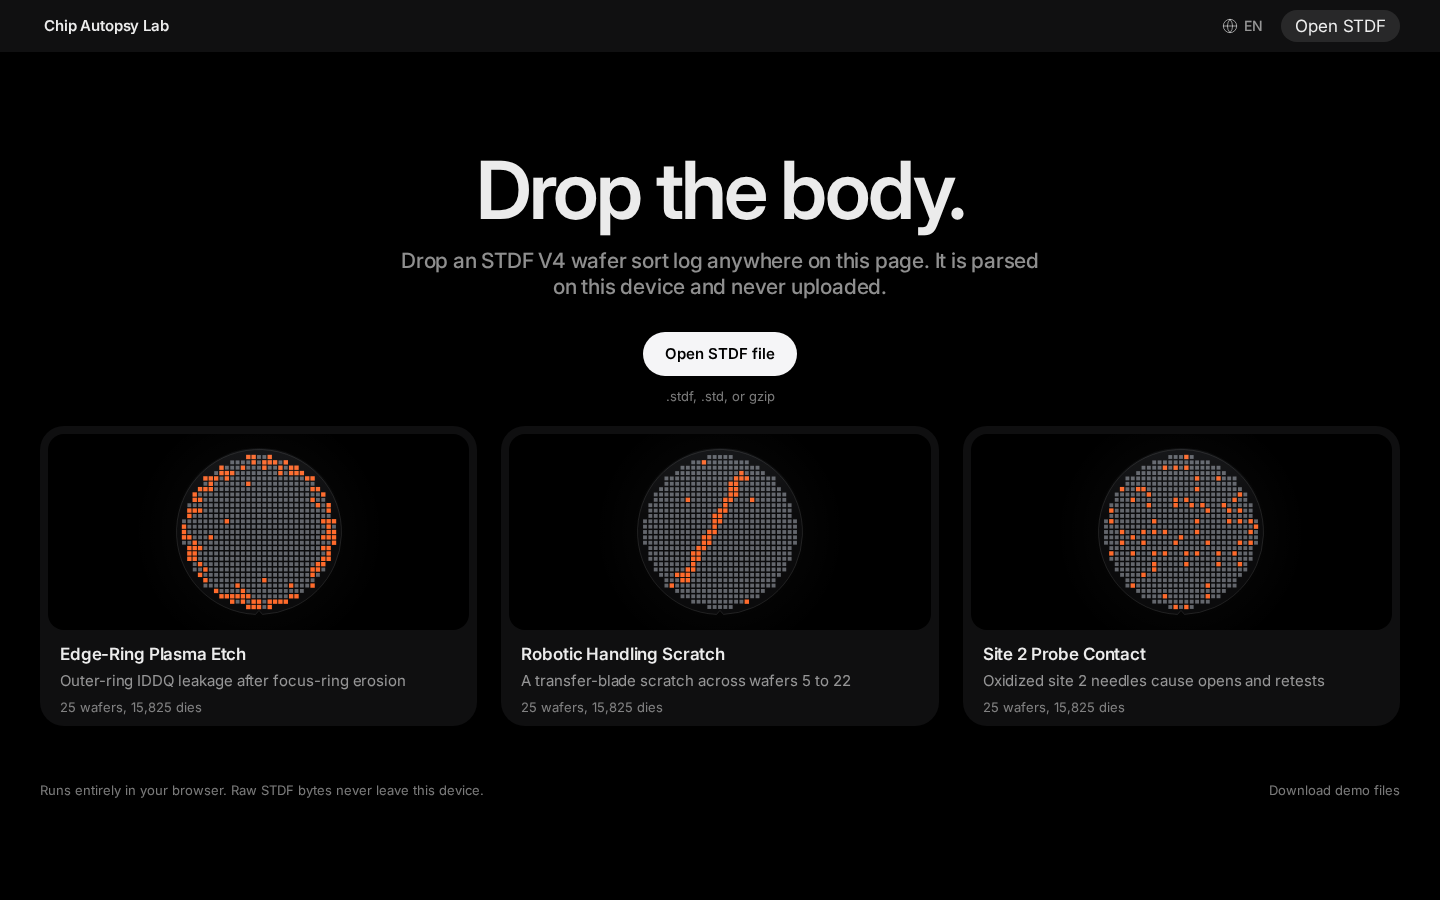 Chip Autopsy Lab
EN
Open STDF
Drop the body.
Drop an STDF V4 wafer sort log anywhere on this page. It is parsed
on this device and never uploaded.
Open STDF file
.stdf, .std, or gzip
Edge-Ring Plasma Etch
Outer-ring IDDQ leakage after focus-ring erosion
25 wafers, 15,825 dies
Robotic Handling Scratch
A transfer-blade scratch across wafers 5 to 22
25 wafers, 15,825 dies
Site 2 Probe Contact
Oxidized site 2 needles cause opens and retests
25 wafers, 15,825 dies
Runs entirely in your browser. Raw STDF bytes never leave this device.
Download demo files